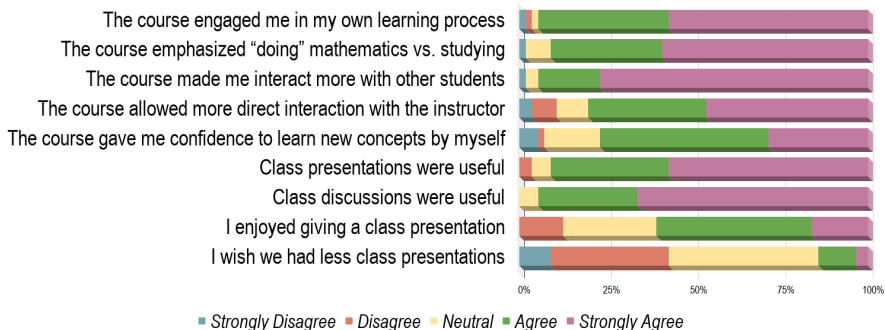 The course engaged me in my own learning process
The course emphasized “doing” mathematics vs. studying
The course made me interact more with other students
The course allowed more direct interaction with the instructor
The course gave me confidence to learn new concepts by myself
Class presentations were useful
Class discussions were useful
I enjoyed giving a class presentation
I wish we had less class presentations
0% 25% 50% 75% 100%
Strongly Disagree Disagree Neutral Agree Strongly Agree